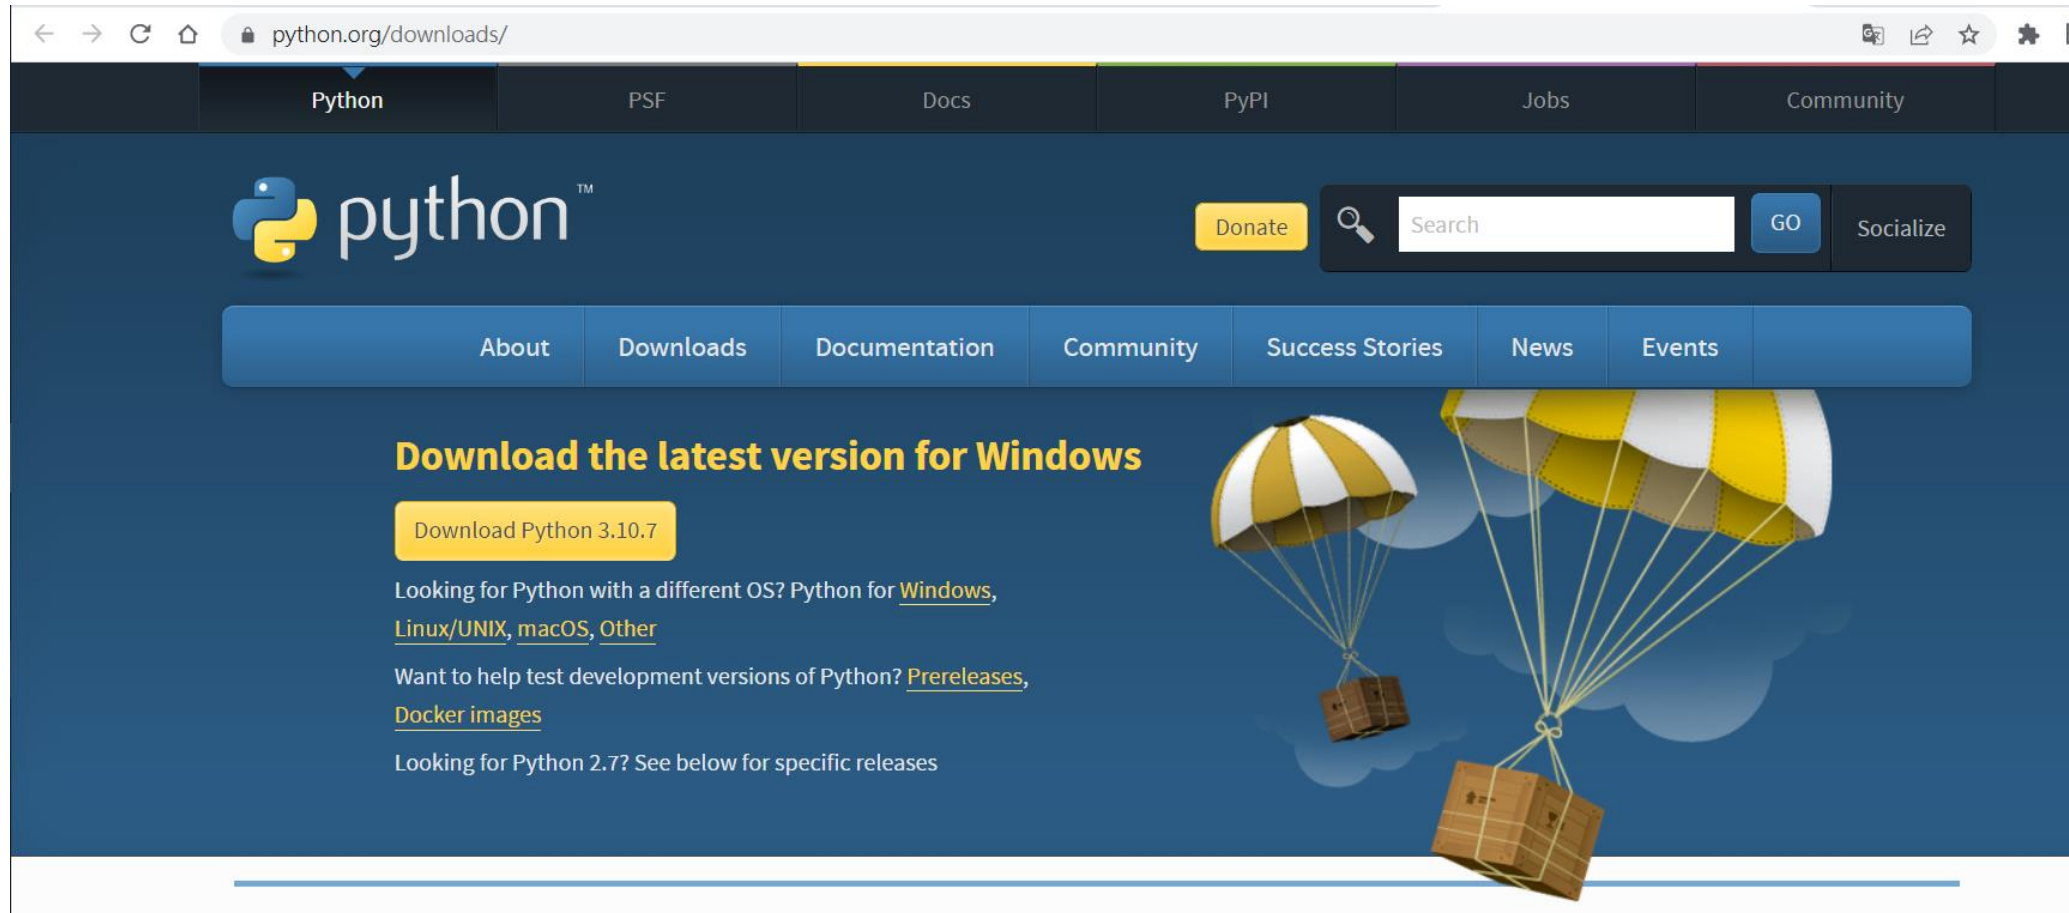 python.org/downloads/
Python PSF Docs PyPI Jobs Community
python™
Donate Search GO Socialize
About Downloads Documentation Community Success Stories News Events
Download the latest version for Windows
Download Python 3.10.7
Looking for Python with a different OS? Python for Windows,
Linux/UNIX, macOS, Other
Want to help test development versions of Python? Prereleases,
Docker images
Looking for Python 2.7? See below for specific releases